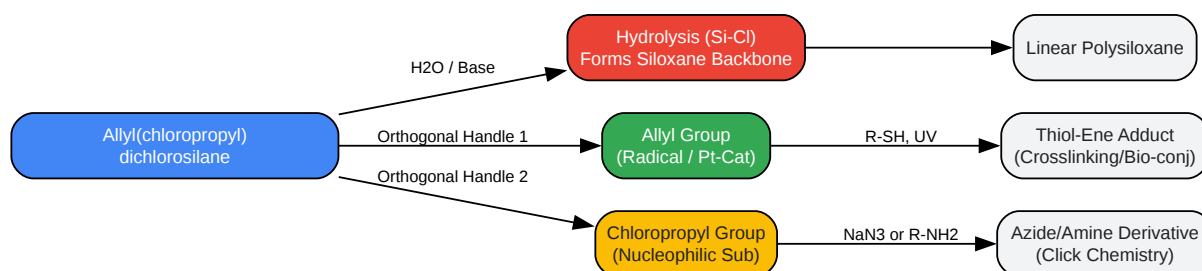 Allyl(chloropropyl)
dichlorosilane
H2O / Base
Hydrolysis (Si-Cl)
Forms Siloxane Backbone
Linear Polysiloxane
Orthogonal Handle 1
Allyl Group
(Radical / Pt-Cat)
R-SH, UV
Thiol-Ene Adduct
(Crosslinking/Bio-conj)
Orthogonal Handle 2
Chloropropyl Group
(Nucleophilic Sub)
NaN3 or R-NH2
Azide/Amine Derivative
(Click Chemistry)